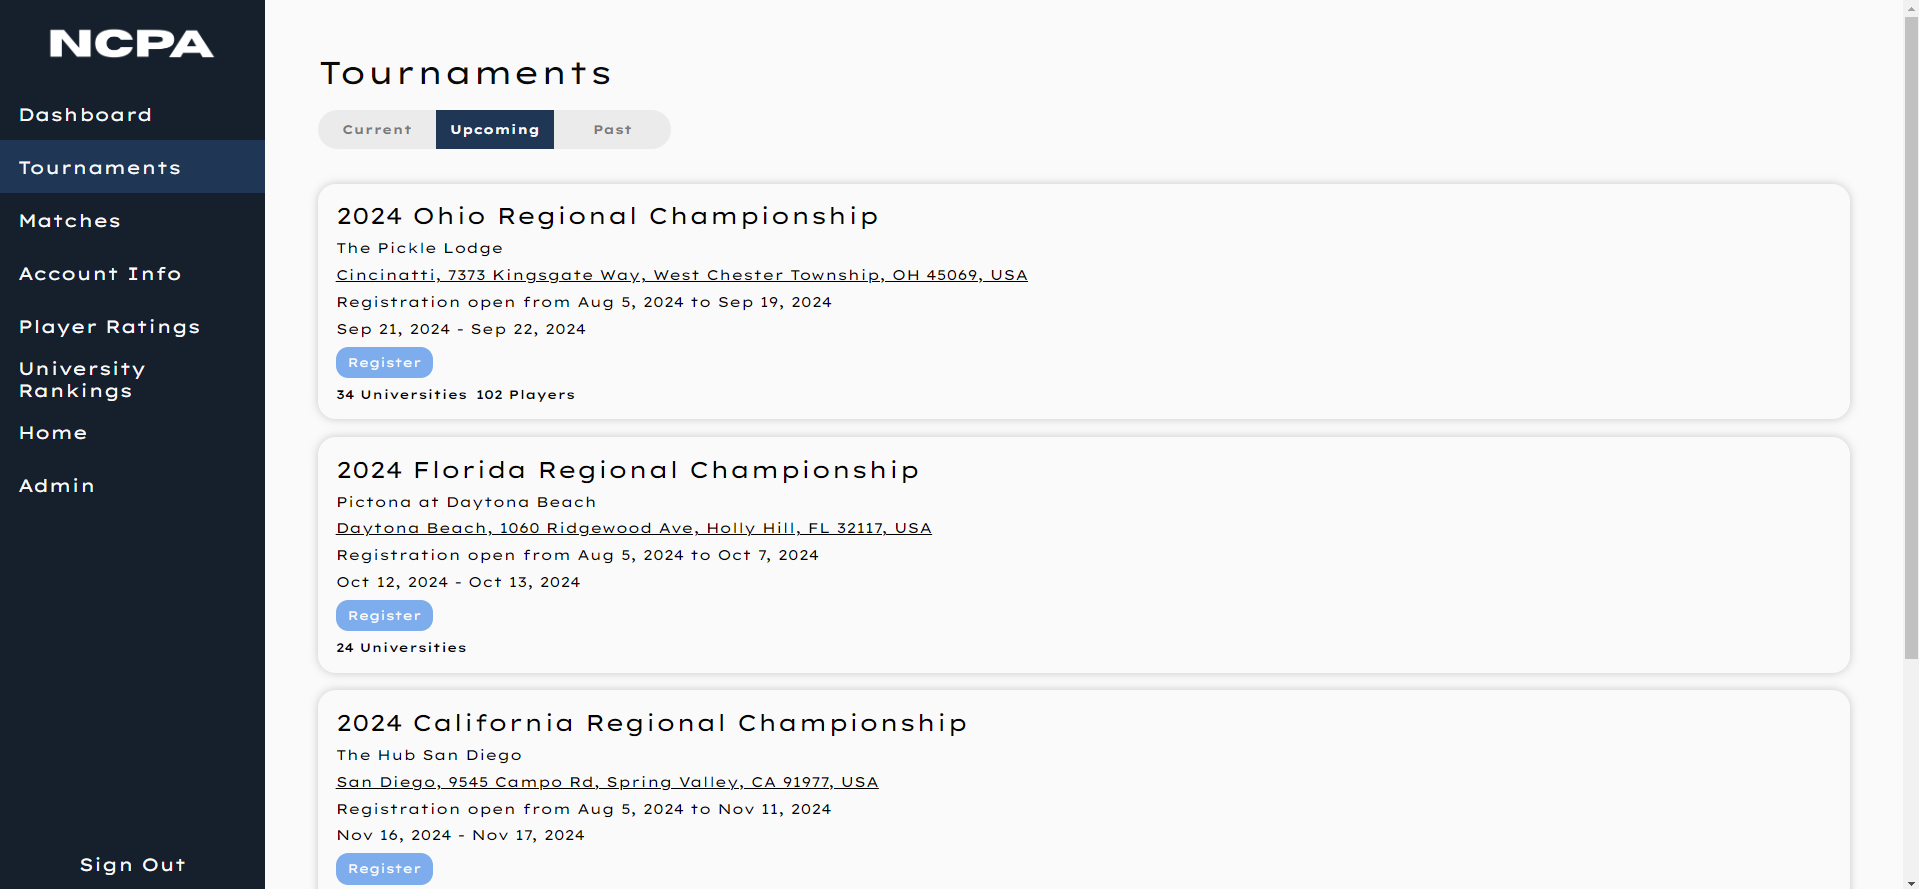 NCPA
Dashboard
Tournaments
Matches
Account Info
Player Ratings
University
Rankings
Home
Admin
Sign Out
Tournaments
Current
Upcoming
Past
2024 Ohio Regional Championship
The Pickle Lodge
Cincinatti, 7373 Kingsgate Way, West Chester Township, OH 45069, USA
Registration open from Aug 5, 2024 to Sep 19, 2024
Sep 21, 2024 - Sep 22, 2024
Register
34 Universities 102 Players
2024 Florida Regional Championship
Pictona at Daytona Beach
Daytona Beach, 1060 Ridgewood Ave, Holly Hill, FL 32117, USA
Registration open from Aug 5, 2024 to Oct 7, 2024
Oct 12, 2024 - Oct 13, 2024
Register
24 Universities
2024 California Regional Championship
The Hub San Diego
San Diego, 9545 Campo Rd, Spring Valley, CA 91977, USA
Registration open from Aug 5, 2024 to Nov 11, 2024
Nov 16, 2024 - Nov 17, 2024
Register